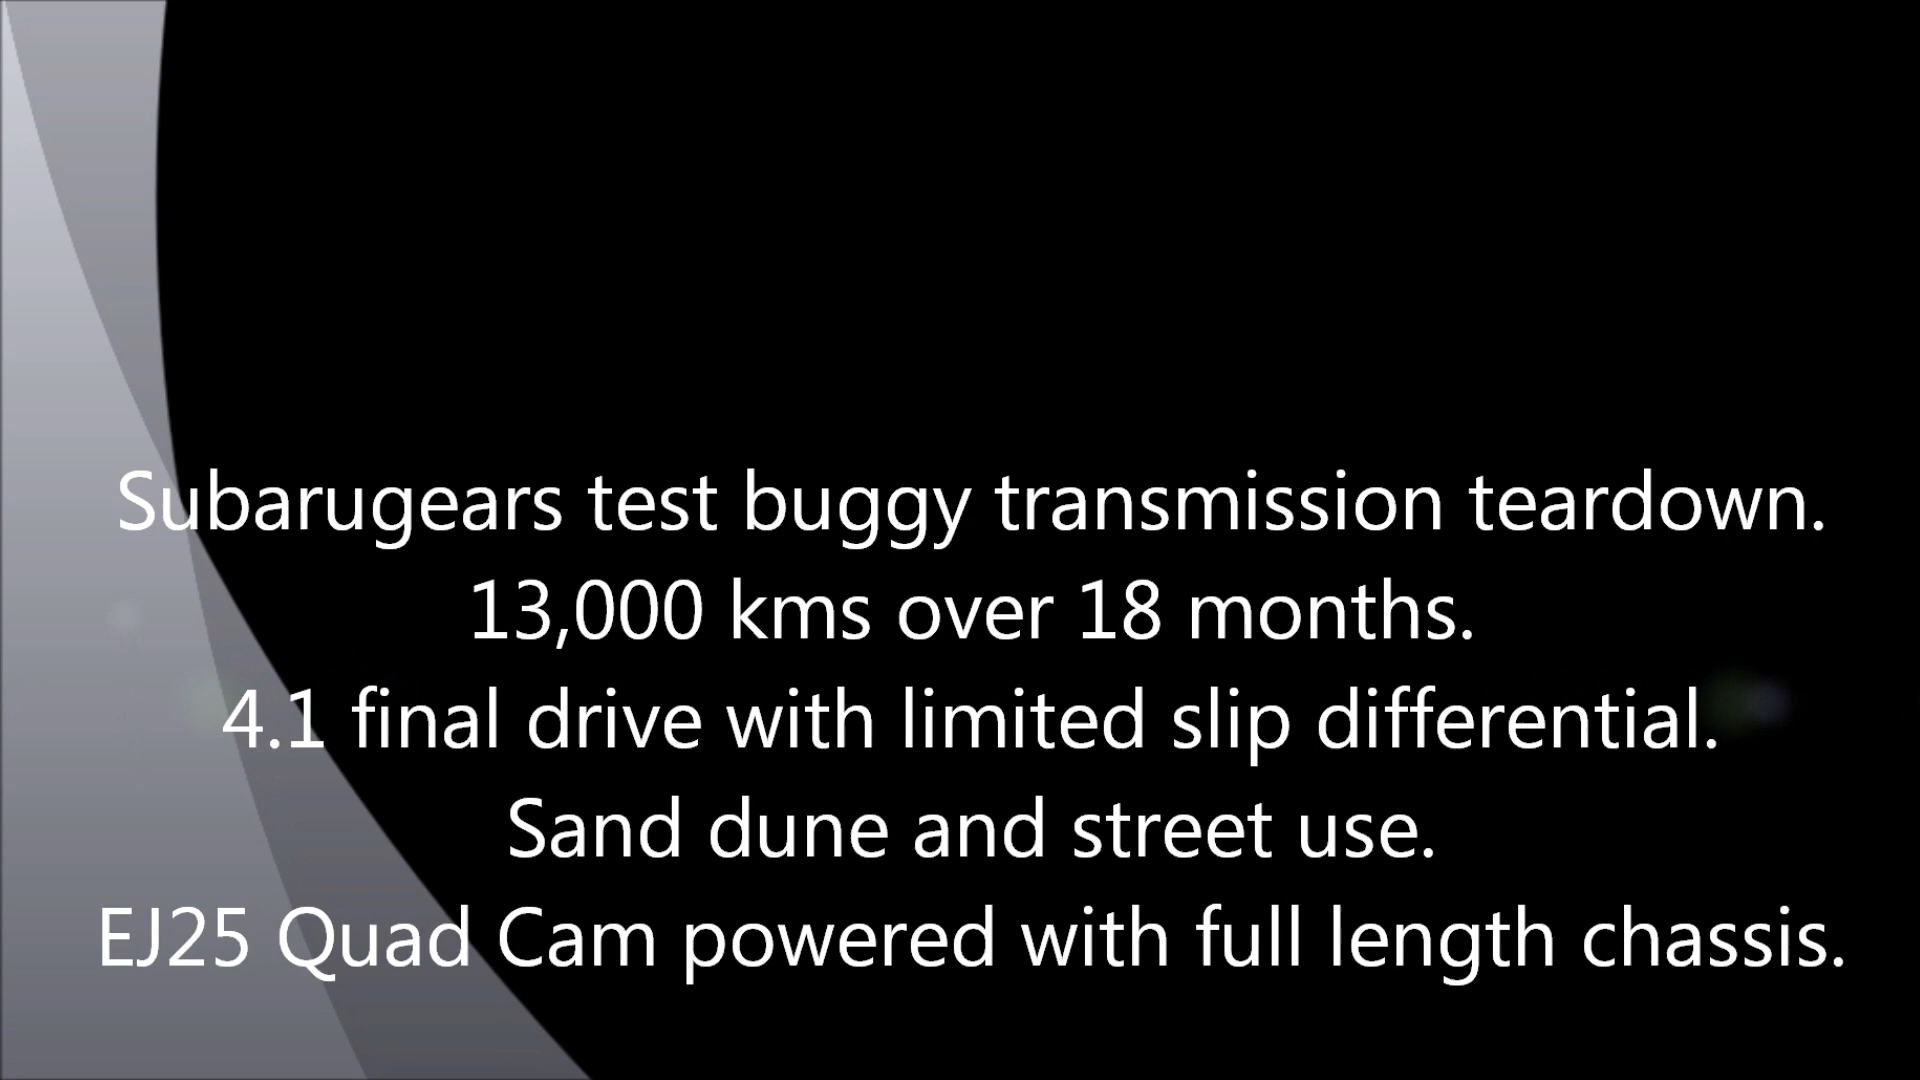 Subarugears test buggy transmission teardown.
13,000 kms over 18 months.
4.1 final drive with limited slip differential.
Sand dune and street use.
EJ25 Quad Cam powered with full length chassis.